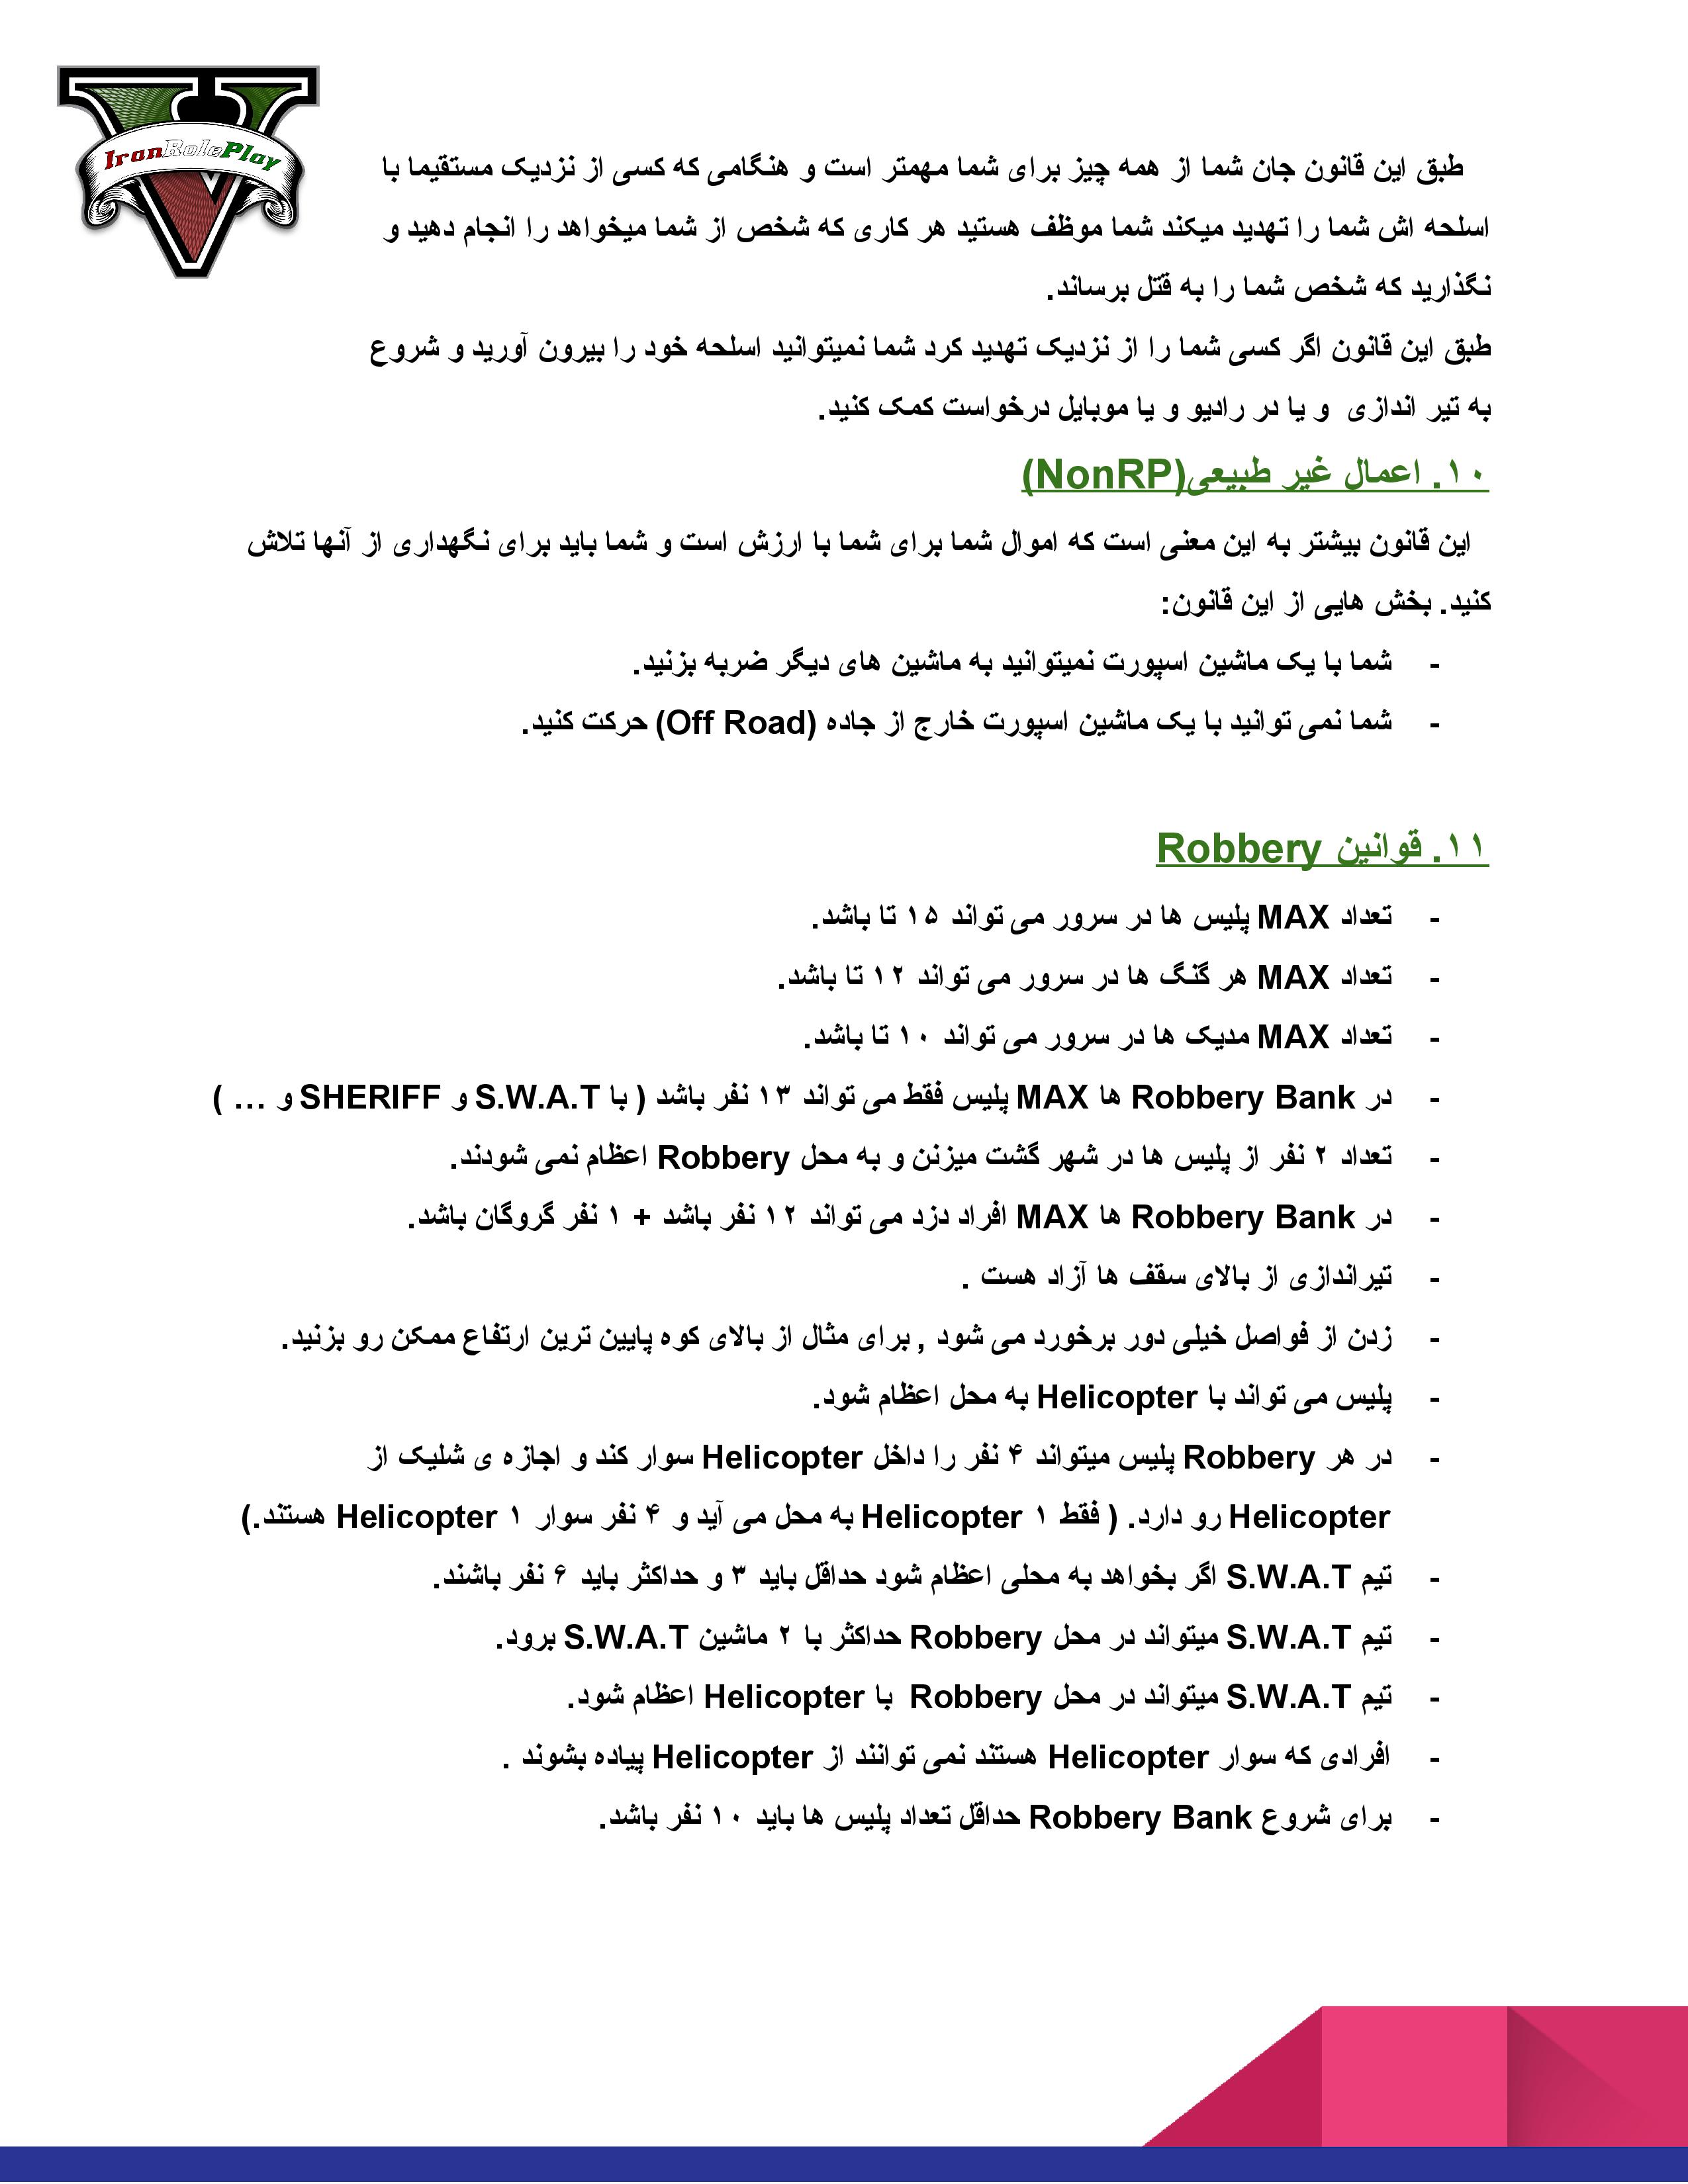 IranRolePlay
طبق این قانون جان شما از همه چیز برای شما مهمتر است و هنگامی که کسی از نزدیک مستقیما با
اسلحه اش شما را تهدید میکند شما موظف هستید هر کاری که شخص از شما میخواهد را انجام دهید و
نگذارید که شخص شما را به قتل برساند.
طبق این قانون اگر کسی شما را از نزدیک تهدید کرد شما نمیتوانید اسلحه خود را بیرون آورید و شروع
به تیر اندازی و یا در رادیو و یا موبایل درخواست کمک کنید.
۱۰. اعمال غیر طبیعی(NonRP)
این قانون بیشتر به این معنی است که اموال شما برای شما با ارزش است و شما باید برای نگهداری از آنها تلاش
کنید. بخش هایی از این قانون:
- شما با یک ماشین اسپورت نمیتوانید به ماشین های دیگر ضربه بزنید.
- شما نمی توانید با یک ماشین اسپورت خارج از جاده (Off Road) حرکت کنید.
۱۱. قوانین Robbery
- تعداد MAX پلیس ها در سرور می تواند ۱۵ تا باشد.
- تعداد MAX هر گنگ ها در سرور می تواند ۱۲ تا باشد.
- تعداد MAX مدیک ها در سرور می تواند ۱۰ تا باشد.
- در Robbery Bank ها MAX پلیس فقط می تواند ۱۳ نفر باشد ( با S.W.A.T و SHERIFF و ... )
- تعداد ۲ نفر از پلیس ها در شهر گشت میزنن و به محل Robbery اعظام نمی شودند.
- در Robbery Bank ها MAX افراد دزد می تواند ۱۲ نفر باشد + ۱ نفر گروگان باشد.
- تیراندازی از بالای سقف ها آزاد هست .
- زدن از فواصل خیلی دور برخورد می شود , برای مثال از بالای کوه پایین ترین ارتفاع ممکن رو بزنید.
- پلیس می تواند با Helicopter به محل اعظام شود.
- در هر Robbery پلیس میتواند ۴ نفر را داخل Helicopter سوار کند و اجازه ی شلیک از
Helicopter رو دارد. ( فقط ۱ Helicopter به محل می آید و ۴ نفر سوار ۱ Helicopter هستند.)
- تیم S.W.A.T اگر بخواهد به محلی اعظام شود حداقل باید ۳ و حداکثر باید ۶ نفر باشند.
- تیم S.W.A.T میتواند در محل Robbery حداکثر با ۲ ماشین S.W.A.T برود.
- تیم S.W.A.T میتواند در محل Robbery با Helicopter اعظام شود.
- افرادی که سوار Helicopter هستند نمی توانند از Helicopter پیاده بشوند .
- برای شروع Robbery Bank حداقل تعداد پلیس ها باید ۱۰ نفر باشد.